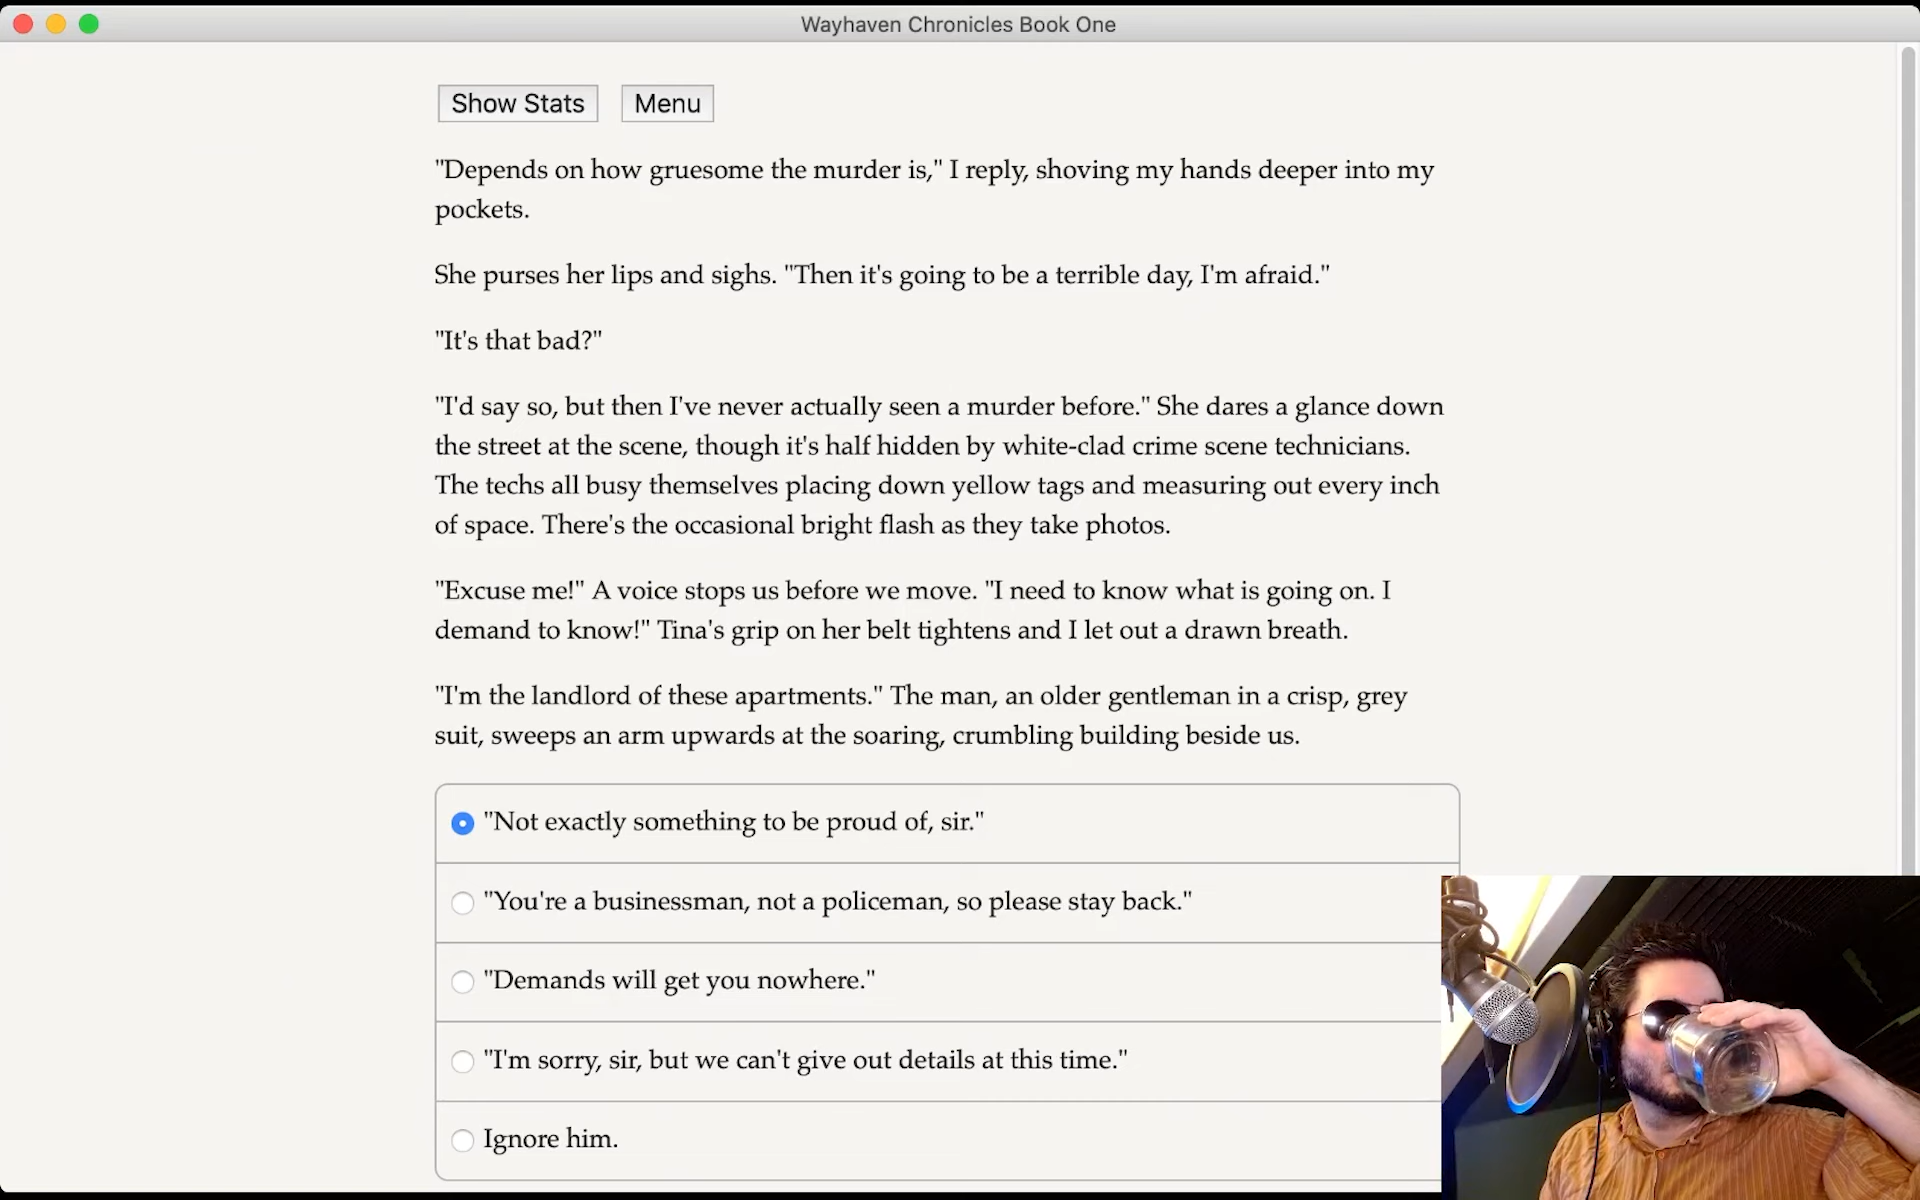 Wayhaven Chronicles Book One
Show Stats Menu
"Depends on how gruesome the murder is," I reply, shoving my hands deeper into my
pockets.
She purses her lips and sighs. "Then it's going to be a terrible day, I'm afraid."
"It's that bad?"
"I'd say so, but then I've never actually seen a murder before." She dares a glance down
the street at the scene, though it's half hidden by white-clad crime scene technicians.
The techs all busy themselves placing down yellow tags and measuring out every inch
of space. There's the occasional bright flash as they take photos.
"Excuse me!" A voice stops us before we move. "I need to know what is going on. I
demand to know!" Tina's grip on her belt tightens and I let out a drawn breath.
"I'm the landlord of these apartments." The man, an older gentleman in a crisp, grey
suit, sweeps an arm upwards at the soaring, crumbling building beside us.
"Not exactly something to be proud of, sir."
"You're a businessman, not a policeman, so please stay back."
"Demands will get you nowhere."
"I'm sorry, sir, but we can't give out details at this time."
Ignore him.